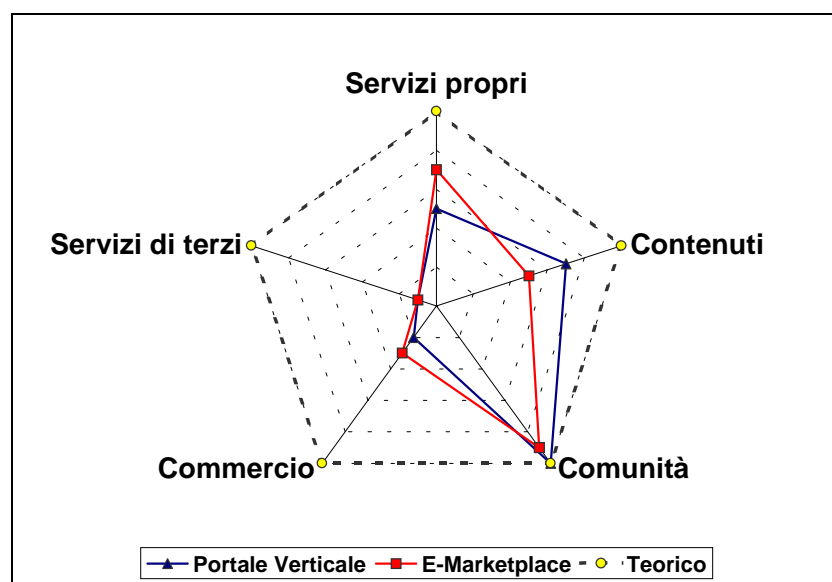 Servizi propri
Servizi di terzi
Contenuti
Commercio
Comunità
Portale Verticale
E-Marketplace
Teorico